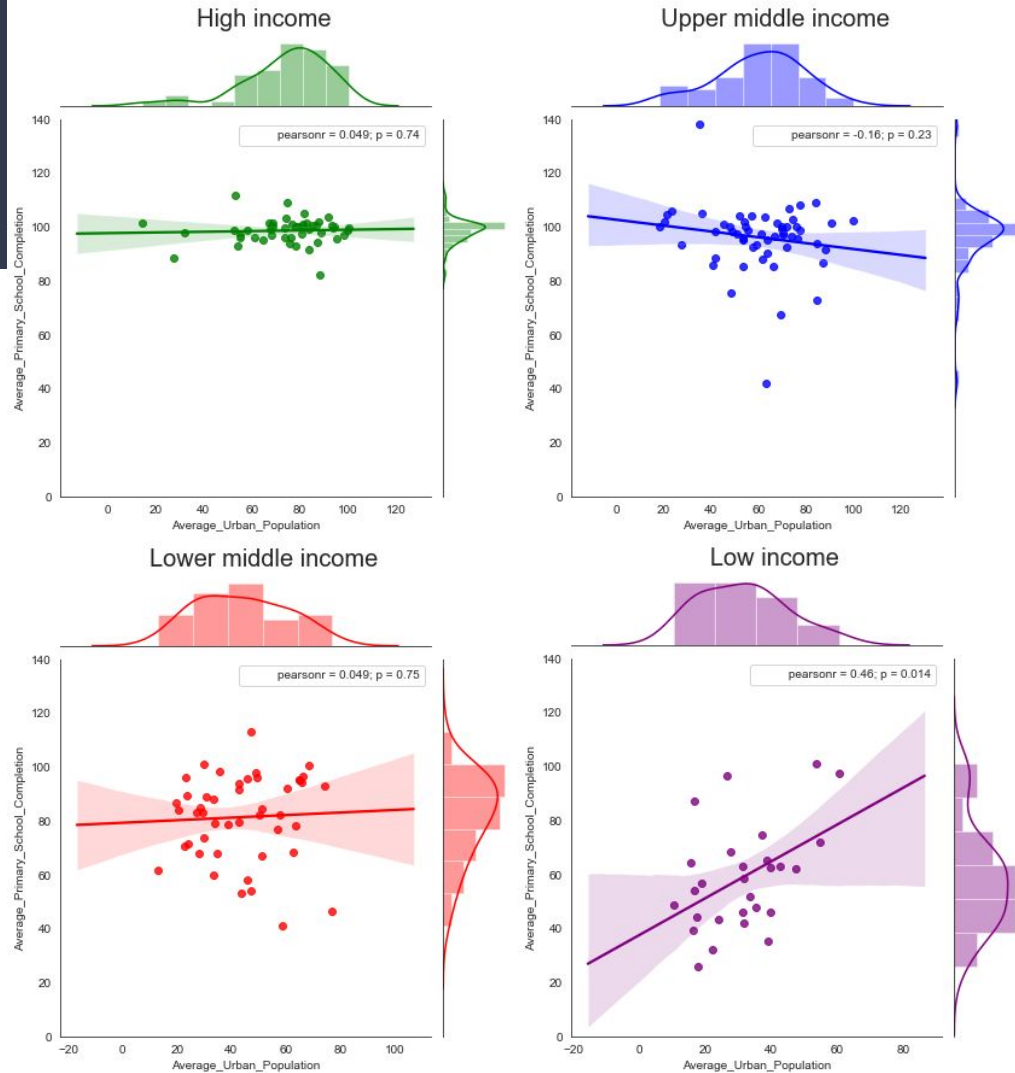 High income
pearsonr = 0.049; p = 0.74
Average_Primary_School_Completion
140
120
100
80
60
40
20
0
0 20 40 60 80 100 120
Average_Urban_Population
Upper middle income
pearsonr = -0.16; p = 0.23
Average_Primary_School_Completion
140
120
100
80
60
40
20
0
0 20 40 60 80 100 120
Average_Urban_Population
Lower middle income
pearsonr = 0.049; p = 0.75
Average_Primary_School_Completion
140
120
100
80
60
40
20
0
−20 0 20 40 60 80 100
Average_Urban_Population
Low income
pearsonr = 0.46; p = 0.014
Average_Primary_School_Completion
140
120
100
80
60
40
20
0
−20 0 20 40 60 80
Average_Urban_Population